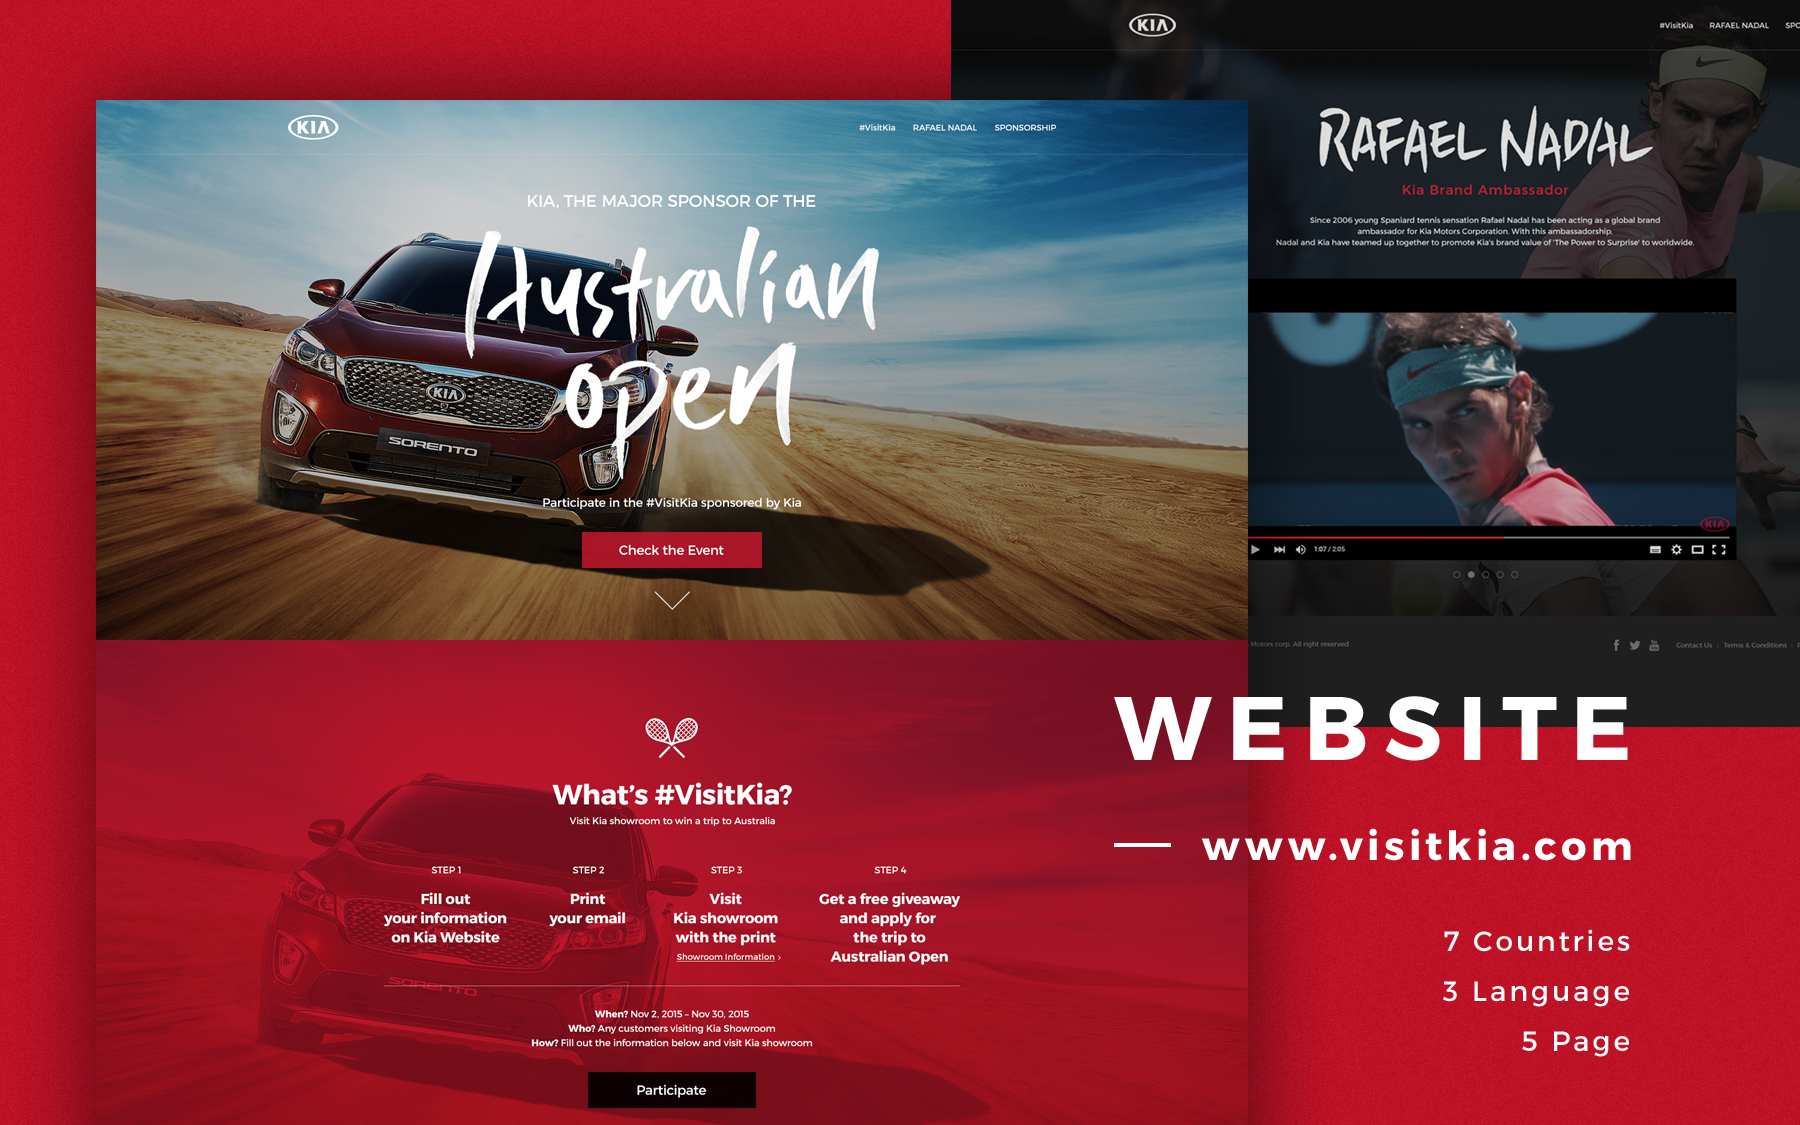 KIA
#VisitKia RAFAEL NADAL SPONSORSHIP
KIA, THE MAJOR SPONSOR OF THE
Australian
open
KIA
SORENTO
Participate in the #VisitKia sponsored by Kia
Check the Event
What's #VisitKia?
Visit Kia showroom to win a trip to Australia
STEP 1
Fill out
your information
on Kia Website
STEP 2
Print
your email
STEP 3
Visit
Kia showroom
with the print
Showroom Information ›
STEP 4
Get a free giveaway
and apply for
the trip to
Australian Open
SORENTO
When? Nov 2, 2015 – Nov 30, 2015
Who? Any customers visiting Kia Showroom
How? Fill out the information below and visit Kia showroom
Participate
KIA
#VisitKia RAFAEL NADAL SPO
RAFAEL NADAL
Kia Brand Ambassador
Since 2006 young Spaniard tennis sensation Rafael Nadal has been acting as a global brand
ambassador for Kia Motors Corporation. With this ambassadorship,
Nadal and Kia have teamed up together to promote Kia's brand value of 'The Power to Surprise' to worldwide.
KIA
1:07 / 2:05
Motors corp. All right reserved
Contact Us | Terms & Conditions |
WEBSITE
www.visitkia.com
7 Countries
3 Language
5 Page